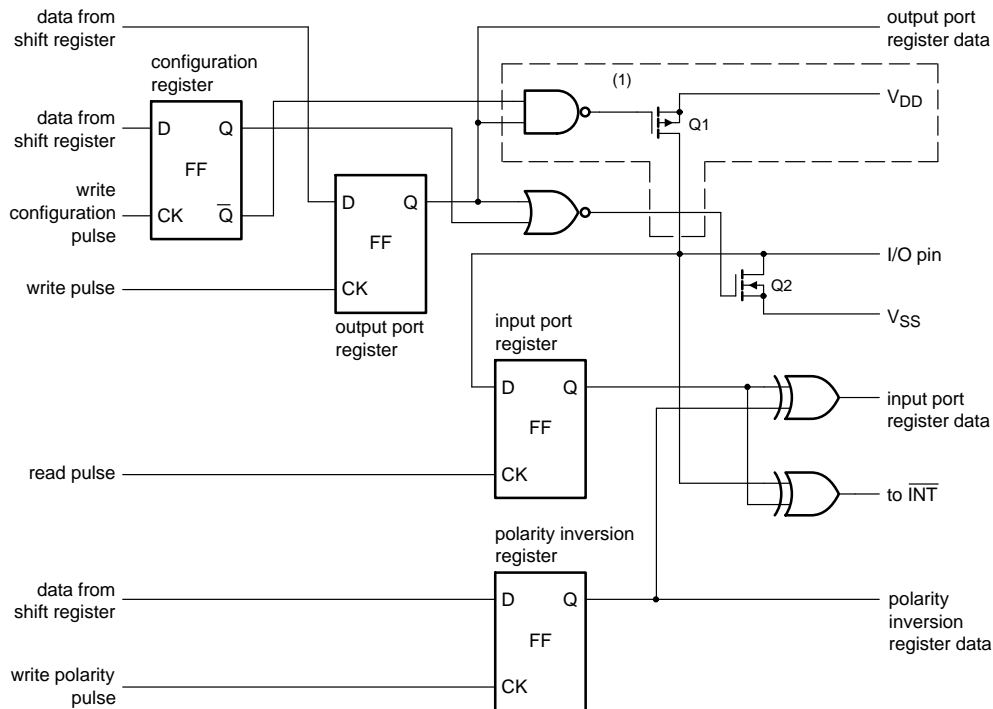 data from
shift register
output port
register data
configuration
register
(1)
V_DD
D
Q
Q1
data from
shift register
FF
write
configuration
pulse
CK
Q̅
D
Q
FF
I/O pin
Q2
write pulse
CK
V_SS
output port
register
input port
register
D
Q
FF
input port
register data
read pulse
CK
to I̅N̅T̅
polarity inversion
register
data from
shift register
D
Q
FF
polarity
inversion
register data
write polarity
pulse
CK